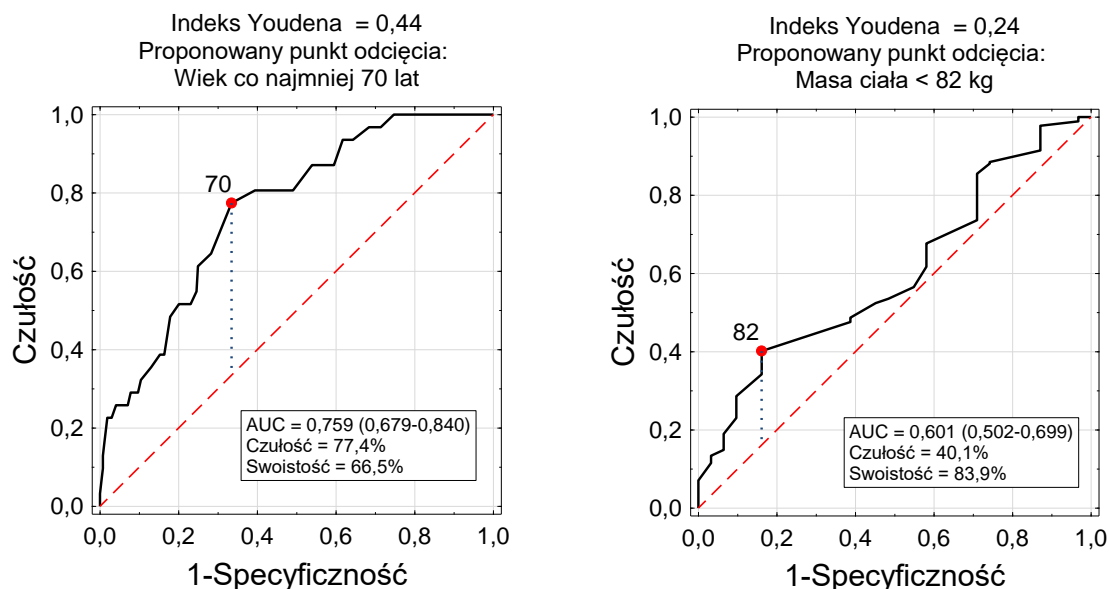 Indeks Youdena = 0,44
Proponowany punkt odcięcia:
Wiek co najmniej 70 lat
1,0
0,8
0,6
0,4
0,2
0,0
Czułość
70
AUC = 0,759 (0,679-0,840)
Czułość = 77,4%
Swoistość = 66,5%
0,0 0,2 0,4 0,6 0,8 1,0
1-Specyficzność
Indeks Youdena = 0,24
Proponowany punkt odcięcia:
Masa ciała < 82 kg
1,0
0,8
0,6
0,4
0,2
0,0
Czułość
82
AUC = 0,601 (0,502-0,699)
Czułość = 40,1%
Swoistość = 83,9%
0,0 0,2 0,4 0,6 0,8 1,0
1-Specyficzność